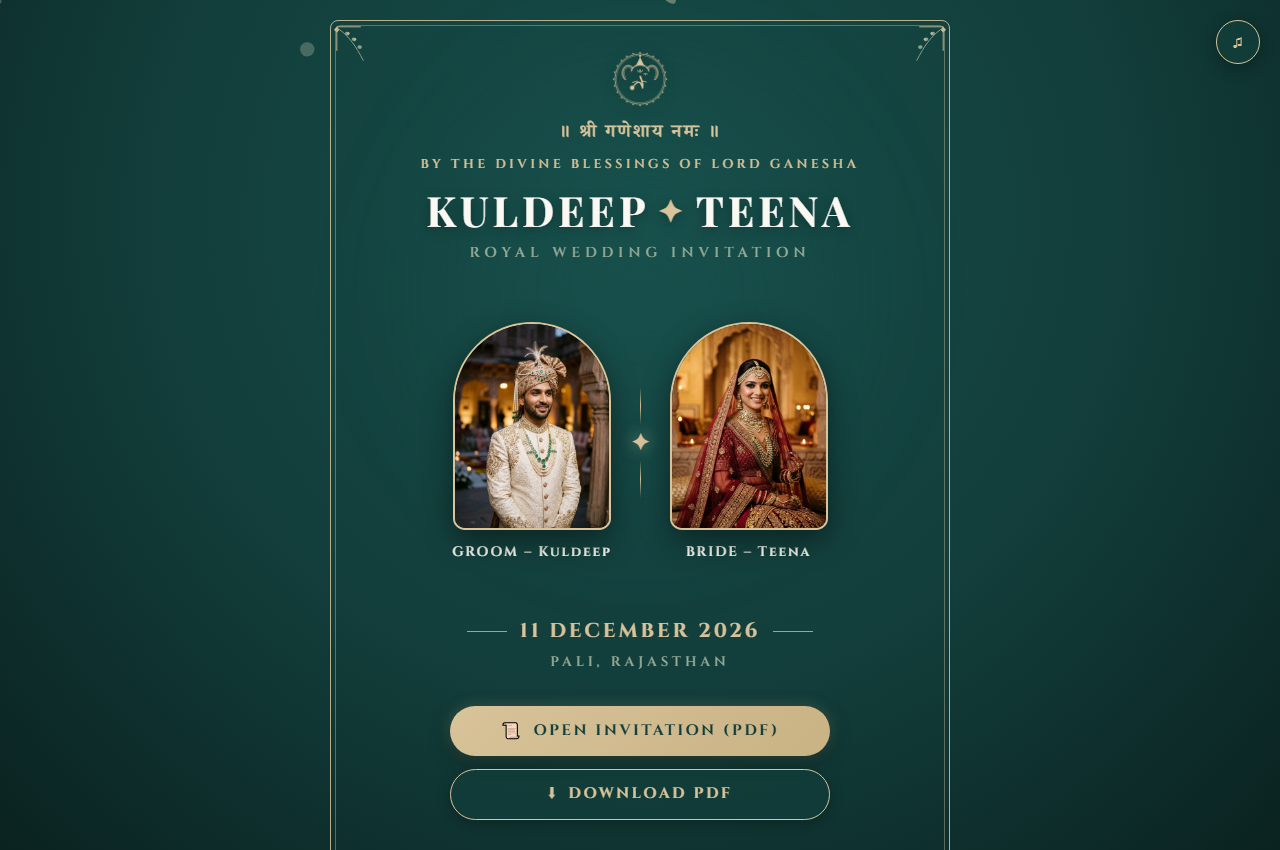 ॥ श्री गणेशाय नमः ॥
BY THE DIVINE BLESSINGS OF LORD GANESHA
KULDEEP ✦ TEENA
ROYAL WEDDING INVITATION
GROOM – KULDEEP
BRIDE – TEENA
11 DECEMBER 2026
PALI, RAJASTHAN
📜 OPEN INVITATION (PDF)
⬇ DOWNLOAD PDF